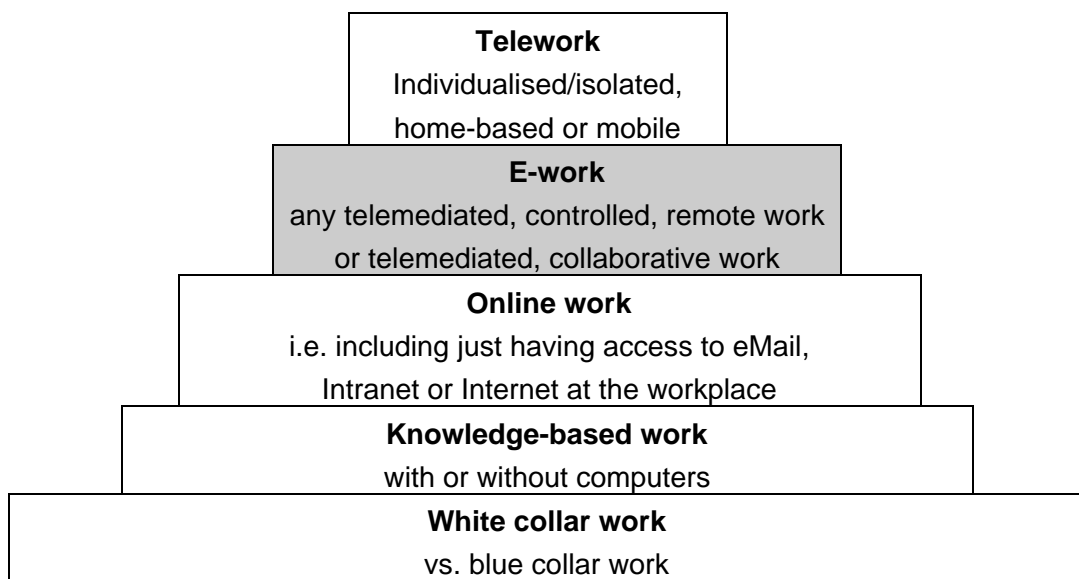 Telework
Individualised/isolated,
home-based or mobile
E-work
any telemediated, controlled, remote work
or telemediated, collaborative work
Online work
i.e. including just having access to eMail,
Intranet or Internet at the workplace
Knowledge-based work
with or without computers
White collar work
vs. blue collar work